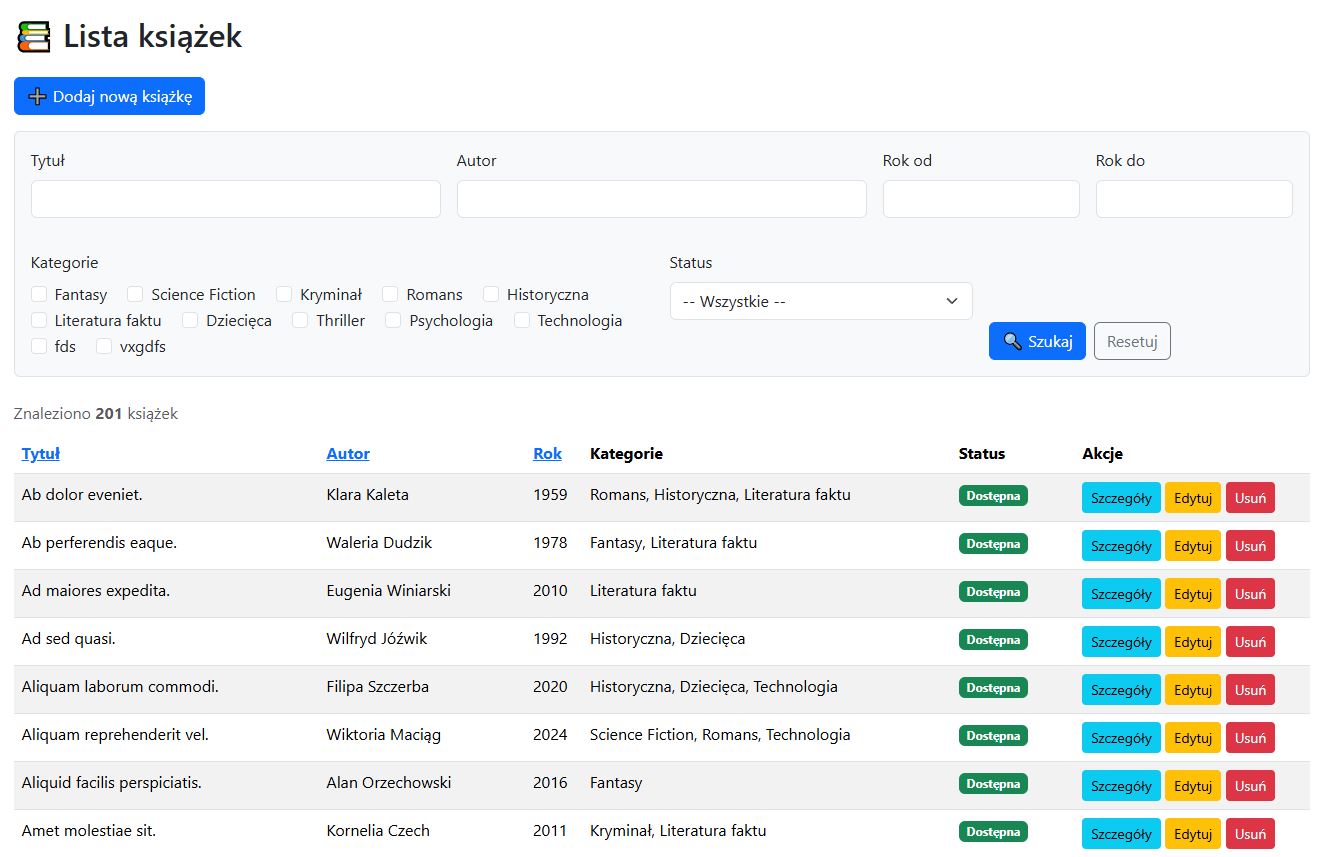 Lista książek
Dodaj nową książkę
Tytuł Autor Rok od Rok do
Kategorie Status
Fantasy Science Fiction Kryminał Romans Historyczna
-- Wszystkie --
Literatura faktu Dziecięca Thriller Psychologia Technologia
fds vxgdfs
Szukaj Resetuj
Znaleziono 201 książek
Tytuł Autor Rok Kategorie Status Akcje
Ab dolor eveniet. Klara Kaleta 1959 Romans, Historyczna, Literatura faktu Dostępna Szczegóły Edytuj Usuń
Ab perferendis eaque. Waleria Dudzik 1978 Fantasy, Literatura faktu Dostępna Szczegóły Edytuj Usuń
Ad maiores expedita. Eugenia Winiarski 2010 Literatura faktu Dostępna Szczegóły Edytuj Usuń
Ad sed quasi. Wilfryd Jóźwik 1992 Historyczna, Dziecięca Dostępna Szczegóły Edytuj Usuń
Aliquam laborum commodi. Filipa Szczerba 2020 Historyczna, Dziecięca, Technologia Dostępna Szczegóły Edytuj Usuń
Aliquam reprehenderit vel. Wiktoria Maciąg 2024 Science Fiction, Romans, Technologia Dostępna Szczegóły Edytuj Usuń
Aliquid facilis perspiciatis. Alan Orzechowski 2016 Fantasy Dostępna Szczegóły Edytuj Usuń
Amet molestiae sit. Kornelia Czech 2011 Kryminał, Literatura faktu Dostępna Szczegóły Edytuj Usuń